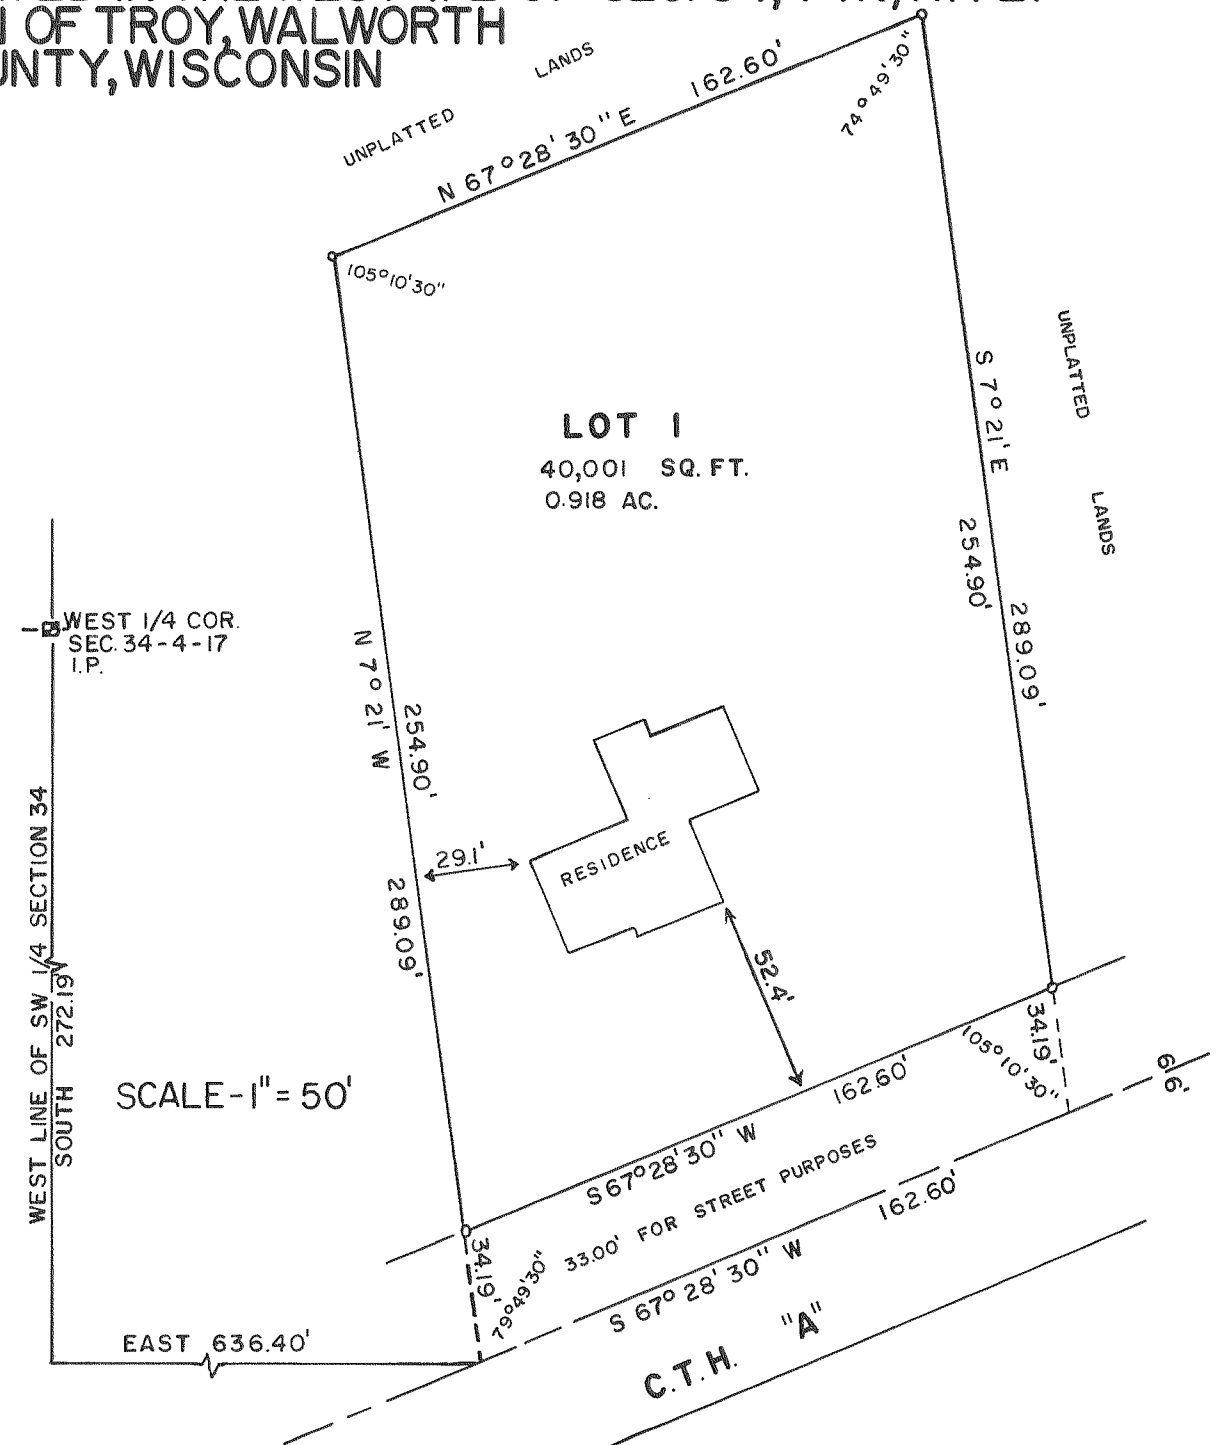 N OF TROY, WALWORTH
UNTY, WISCONSIN
UNPLATTED LANDS
N 67° 28' 30" E 162.60'
74° 49' 30"
105° 10' 30"
LOT 1
40,001 SQ. FT.
0.918 AC.
S 7° 21' E 254.90'
289.09'
UNPLATTED LANDS
WEST 1/4 COR.
SEC. 34-4-17
I.P.
N 7° 21' W
254.90'
289.09'
29.1'
RESIDENCE
52.4'
WEST LINE OF SW 1/4 SECTION 34
SOUTH 272.19'
SCALE-1" = 50'
34.19'
105° 10' 30"
66'
162.60'
S 67° 28' 30" W
33.00' FOR STREET PURPOSES
162.60'
S 67° 28' 30" W
34.19'
79° 49' 30"
EAST 636.40'
C.T.H. "A"